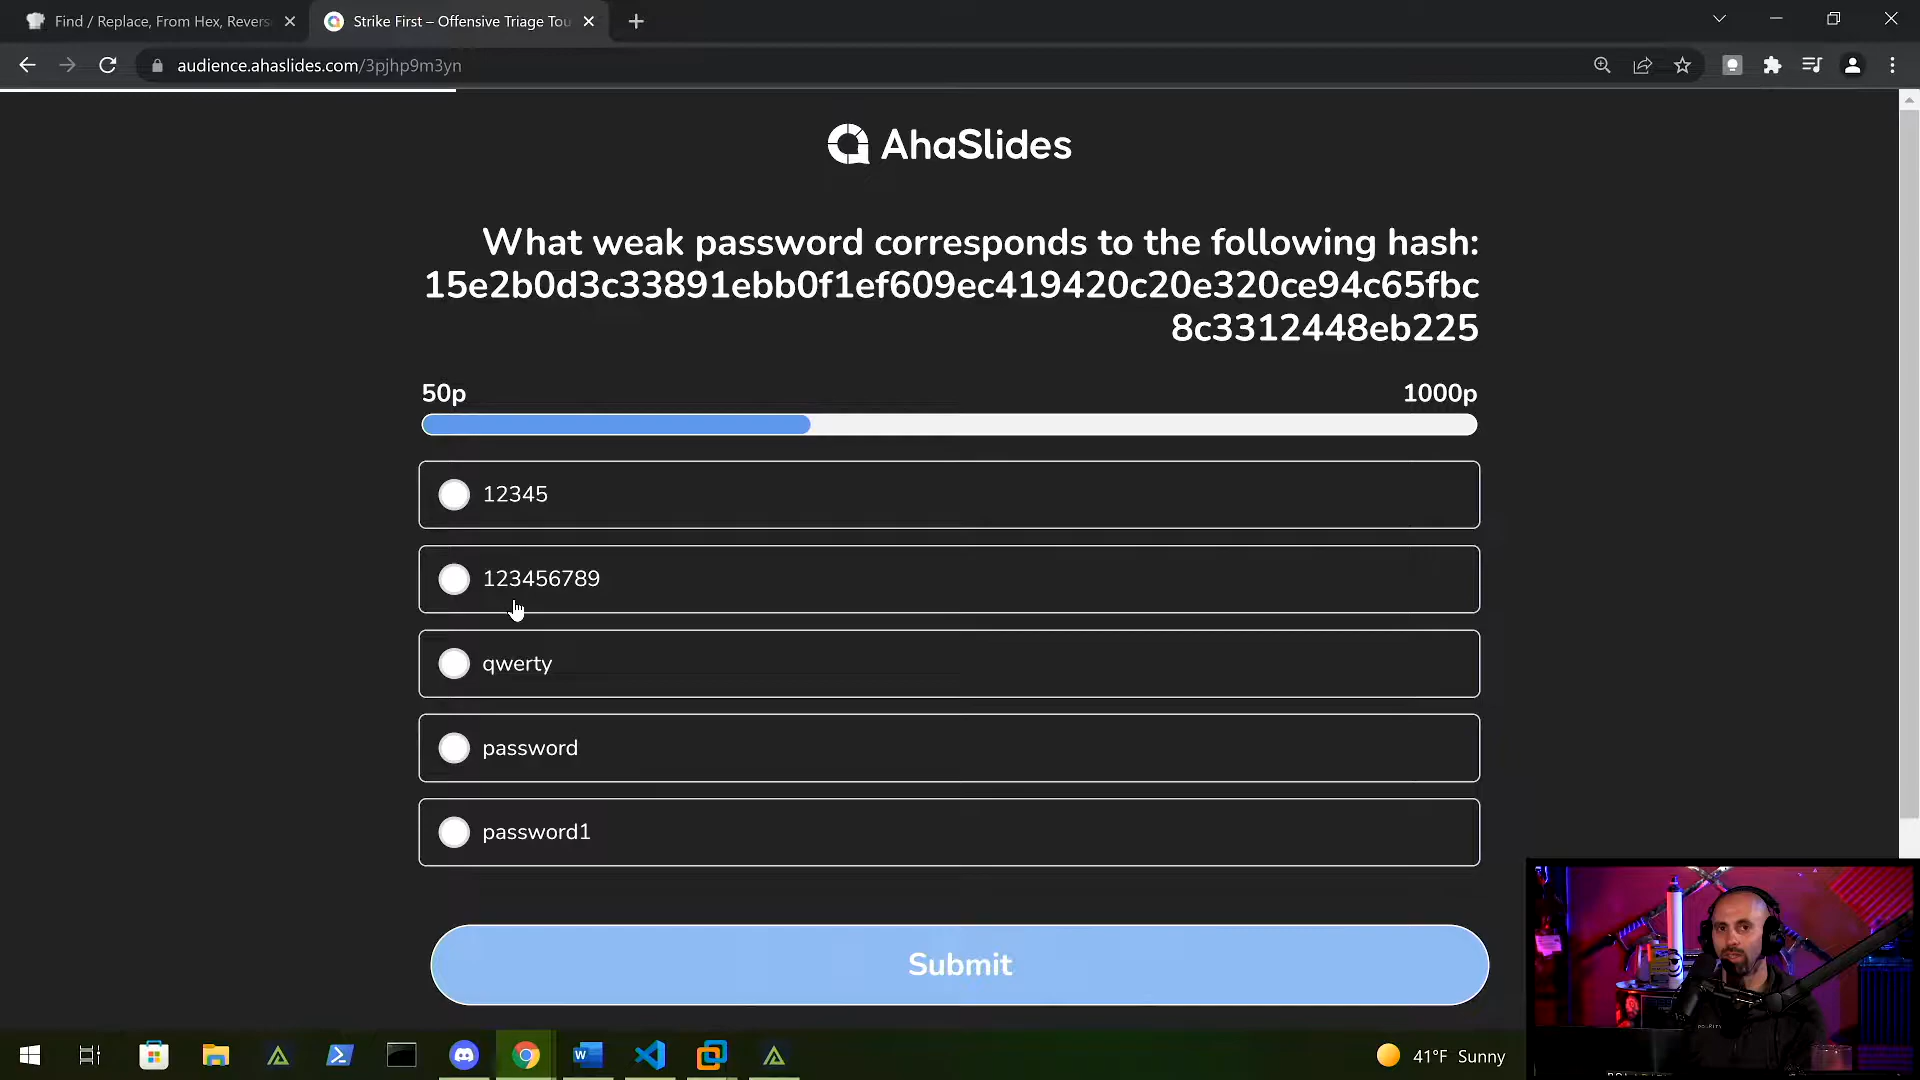 Find / Replace, From Hex, Revers
Strike First – Offensive Triage Tou
audience.ahaslides.com/3pjhp9m3yn
AhaSlides
What weak password corresponds to the following hash:
15e2b0d3c33891ebb0f1ef609ec419420c20e320ce94c65fbc
8c3312448eb225
50p
1000p
12345
123456789
qwerty
password
password1
Submit
41°F Sunny